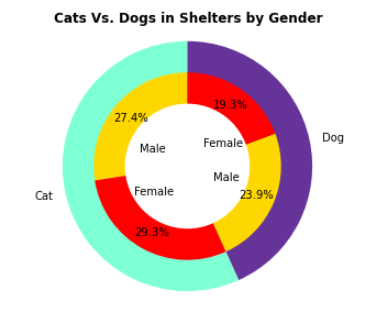 Cats Vs. Dogs in Shelters by Gender
19.3%
27.4%
Dog
Female
Male
Male
Female
23.9%
Cat
29.3%